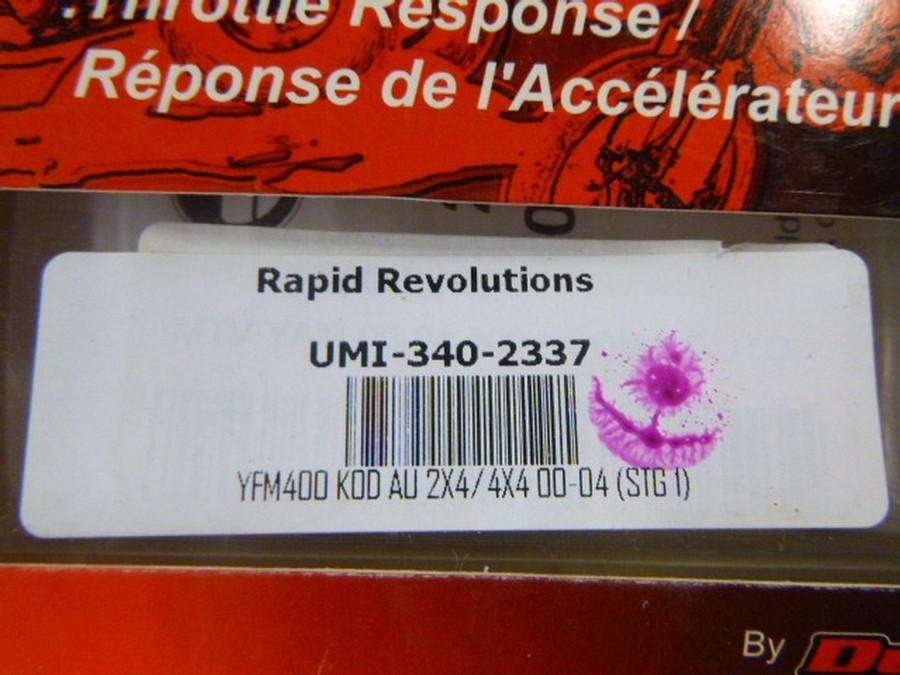 Throttle Response /
Réponse de l'Accélérateur
Rapid Revolutions
UMI-340-2337
YFM400 KOD AU 2X4/4X4 00-04 (STG 1)
By